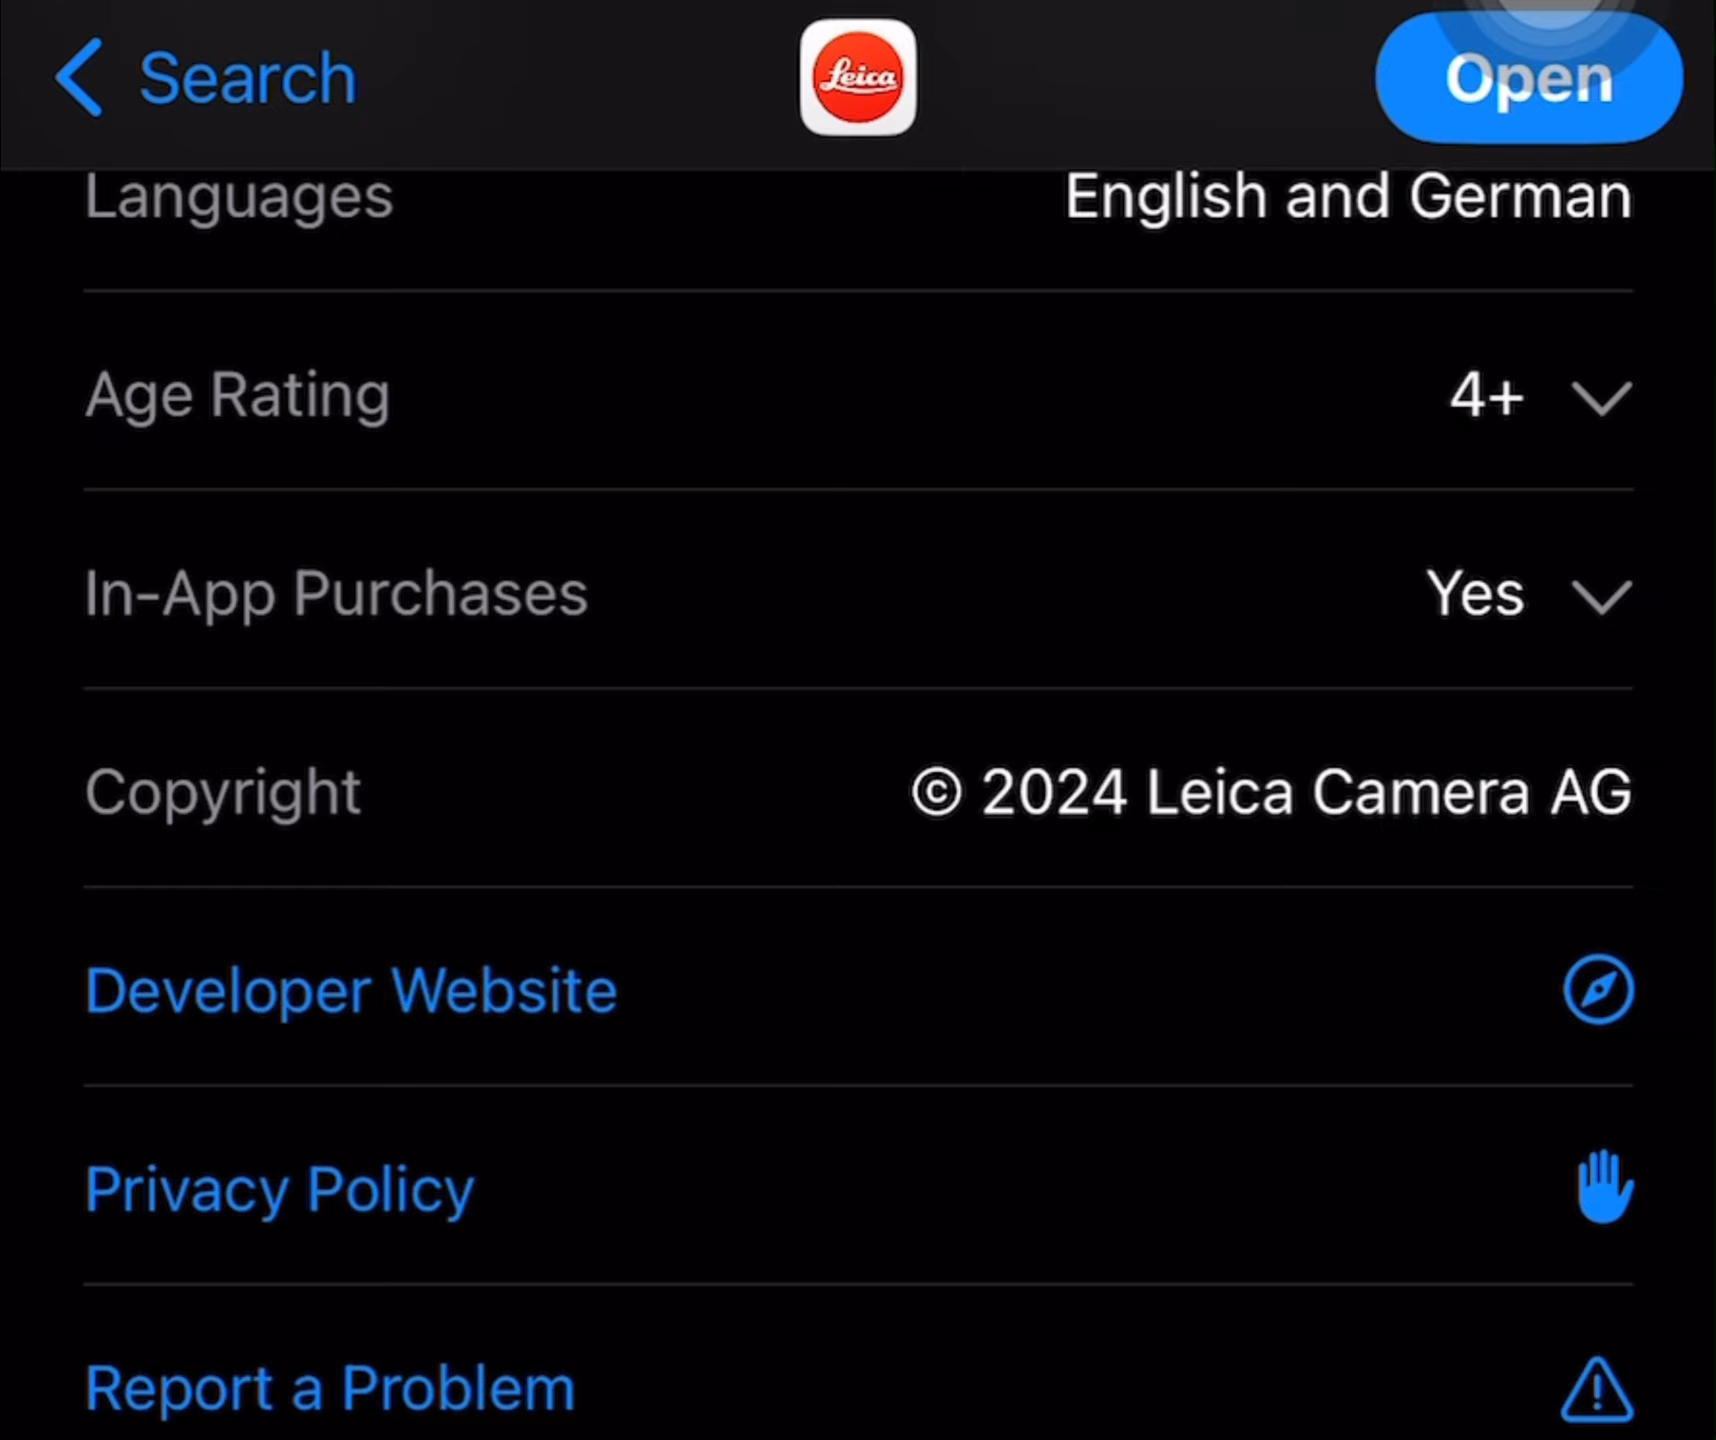 Search
Leica
Open
Languages English and German
Age Rating 4+
In-App Purchases Yes
Copyright © 2024 Leica Camera AG
Developer Website
Privacy Policy
Report a Problem